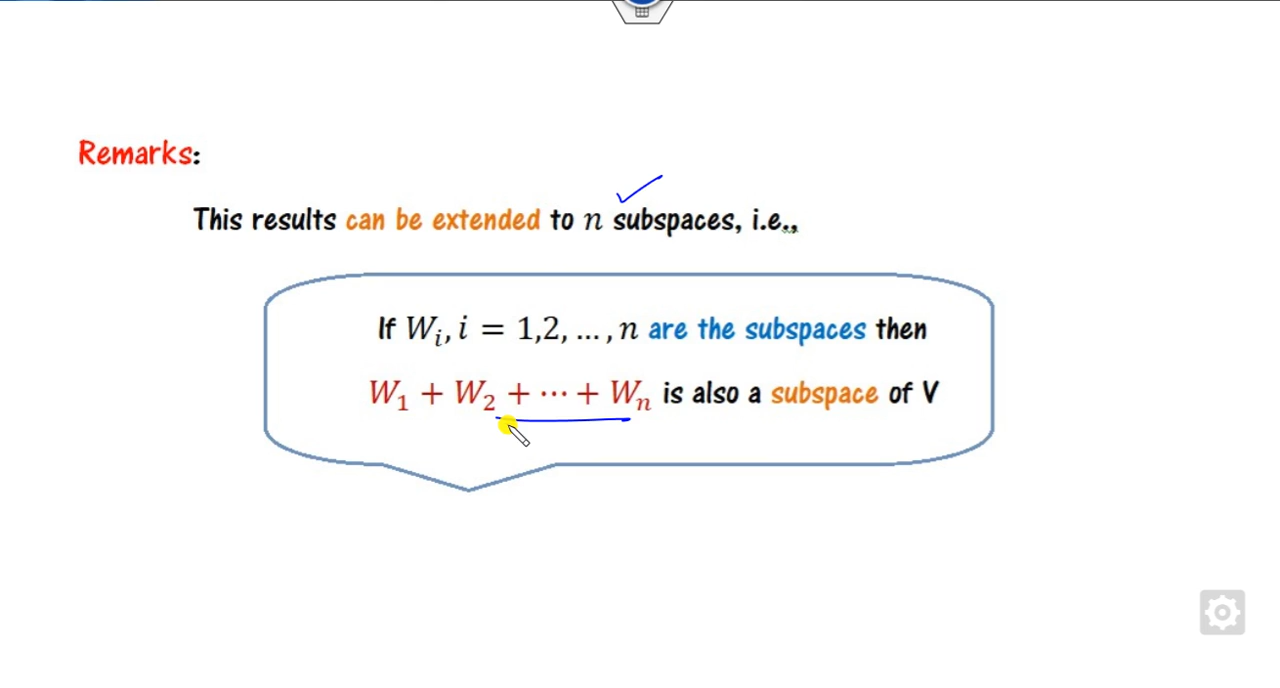 Remarks:
This results can be extended to n subspaces, i.e.,
If Wᵢ, i = 1,2, … , n are the subspaces then
W₁ + W₂ + ⋯ + Wₙ is also a subspace of V